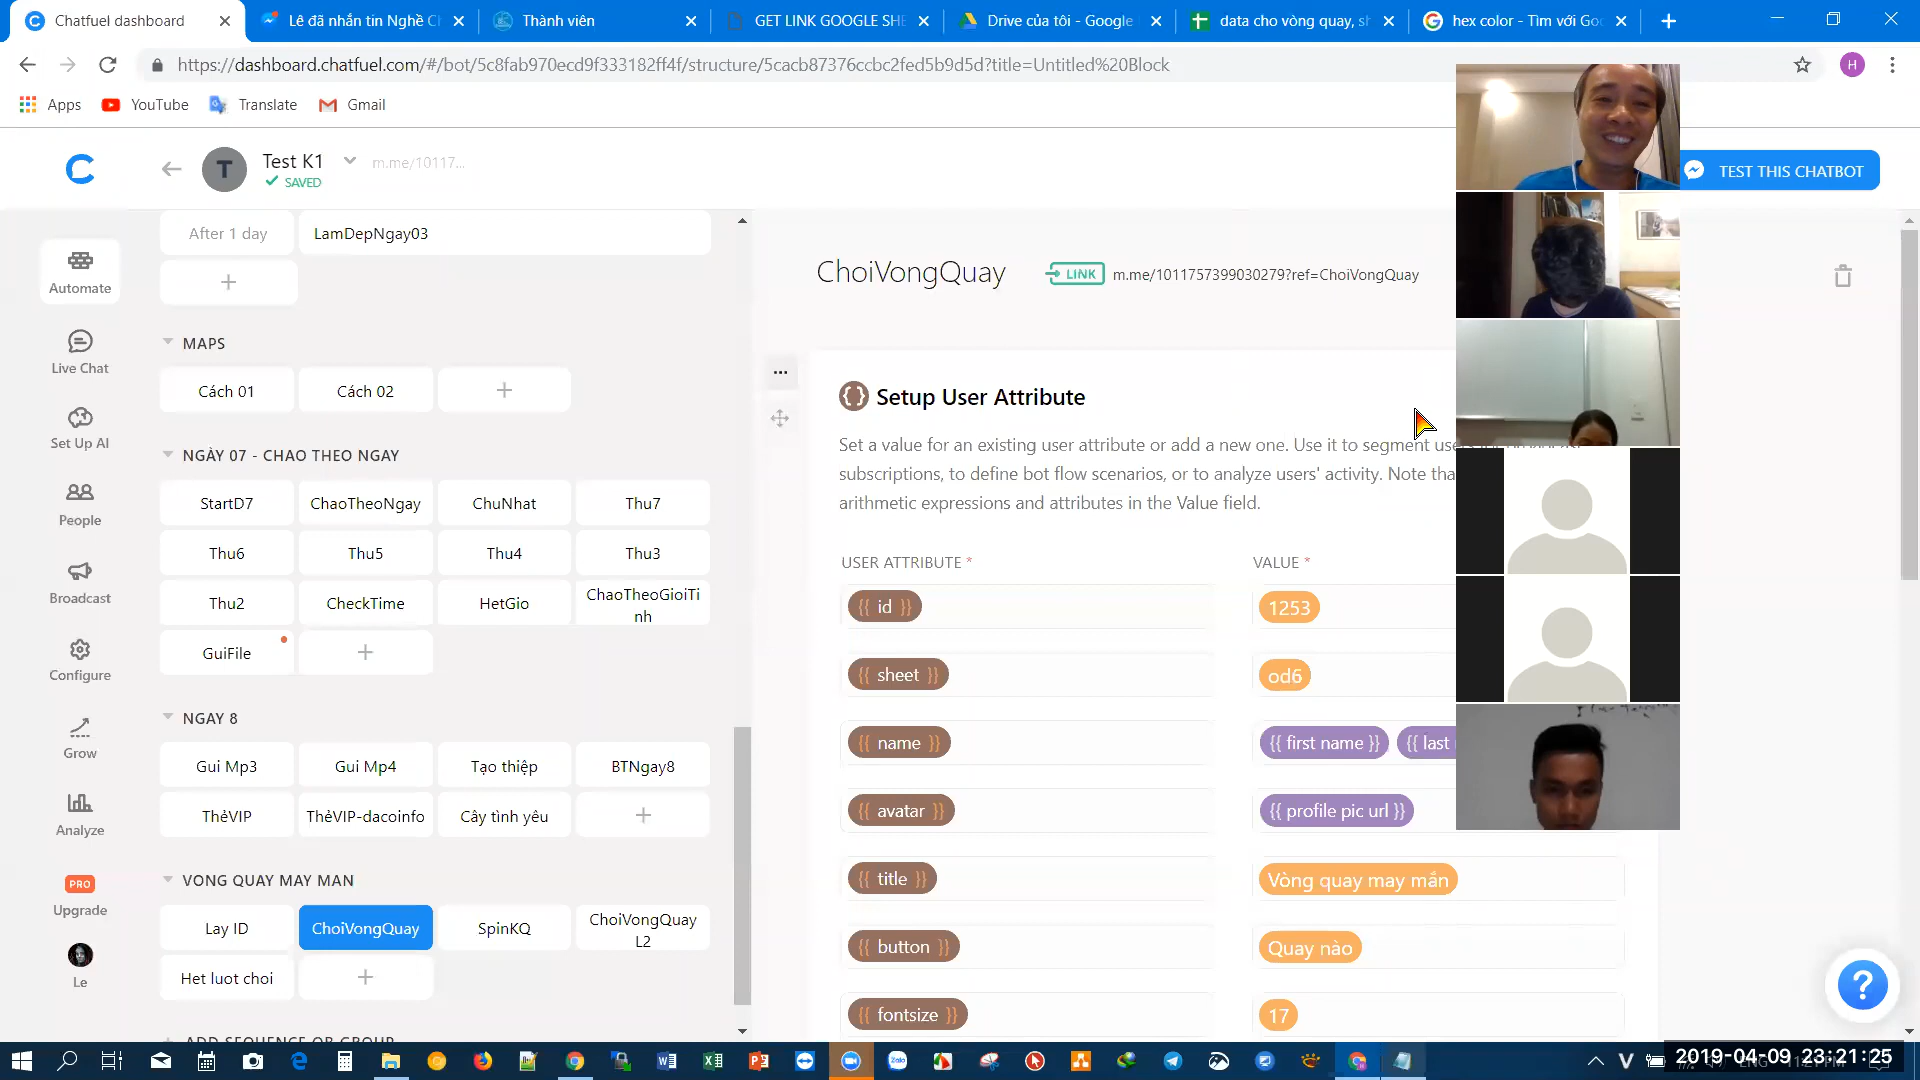 Chatfuel dashboard
Lê đã nhắn tin Nghề Ch
Thành viên
GET LINK GOOGLE SHE
Drive của tôi - Google
data cho vòng quay, sh
hex color - Tìm với Goo
https://dashboard.chatfuel.com/#/bot/5c8fab970ecd9f333182ff4f/structure/5cacb87376ccbc2fed5b9d5d?title=Untitled%20Block
H
Apps
YouTube
Translate
Gmail
T
Test K1
SAVED
m.me/10117...
TEST THIS CHATBOT
Automate
Live Chat
Set Up AI
People
Broadcast
Configure
Grow
Analyze
PRO
Upgrade
Le
After 1 day
LamDepNgay03
MAPS
Cách 01
Cách 02
NGÀY 07 - CHAO THEO NGAY
StartD7
ChaoTheoNgay
ChuNhat
Thu7
Thu6
Thu5
Thu4
Thu3
Thu2
CheckTime
HetGio
ChaoTheoGioiTi
nh
GuiFile
NGAY 8
Gui Mp3
Gui Mp4
Tạo thiệp
BTNgay8
ThẻVIP
ThẻVIP-dacoinfo
Cây tình yêu
VONG QUAY MAY MAN
Lay ID
ChoiVongQuay
SpinKQ
ChoiVongQuay
L2
Het luot choi
ADD SEQUENCE OR GROUP
ChoiVongQuay
LINK
m.me/1011757399030279?ref=ChoiVongQuay
Setup User Attribute
Set a value for an existing user attribute or add a new one. Use it to segment
subscriptions, to define bot flow scenarios, or to analyze users' activity. Note
arithmetic expressions and attributes in the Value field.
USER ATTRIBUTE *
VALUE *
{{ id }}
1253
{{ sheet }}
od6
{{ name }}
{{ first name }} {{ last
{{ avatar }}
{{ profile pic url }}
{{ title }}
Vòng quay may mắn
{{ button }}
Quay nào
{{ fontsize }}
17
?
2019-04-09 23:21:25